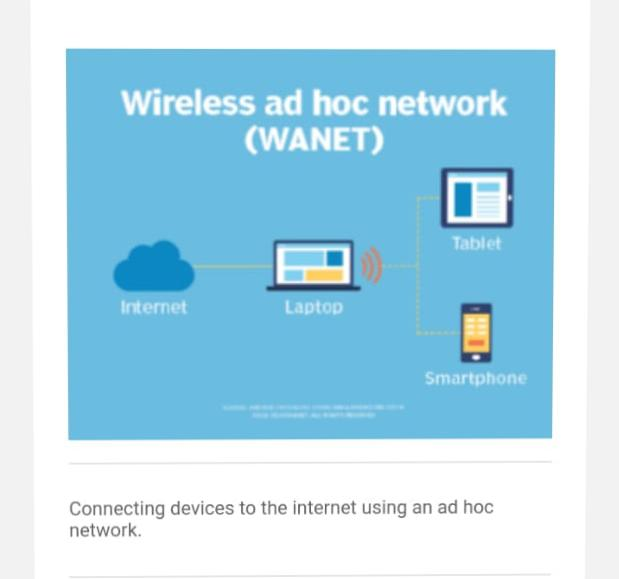 Wireless ad hoc network
(WANET)
Tablet
Internet
Laptop
Smartphone
Connecting devices to the internet using an ad hoc
network.